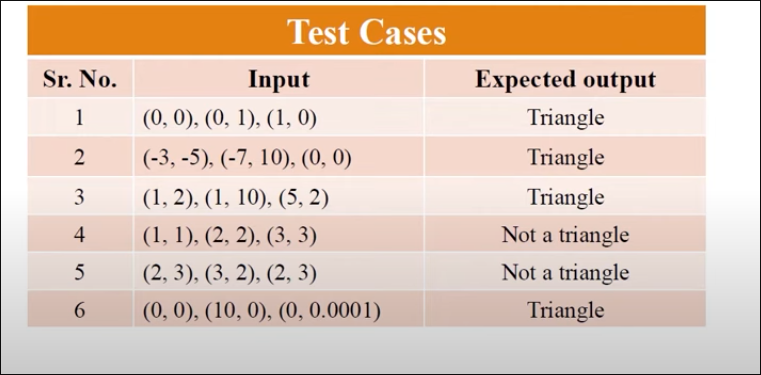 Test Cases
Sr. No. Input Expected output
1 (0, 0), (0, 1), (1, 0) Triangle
2 (-3, -5), (-7, 10), (0, 0) Triangle
3 (1, 2), (1, 10), (5, 2) Triangle
4 (1, 1), (2, 2), (3, 3) Not a triangle
5 (2, 3), (3, 2), (2, 3) Not a triangle
6 (0, 0), (10, 0), (0, 0.0001) Triangle